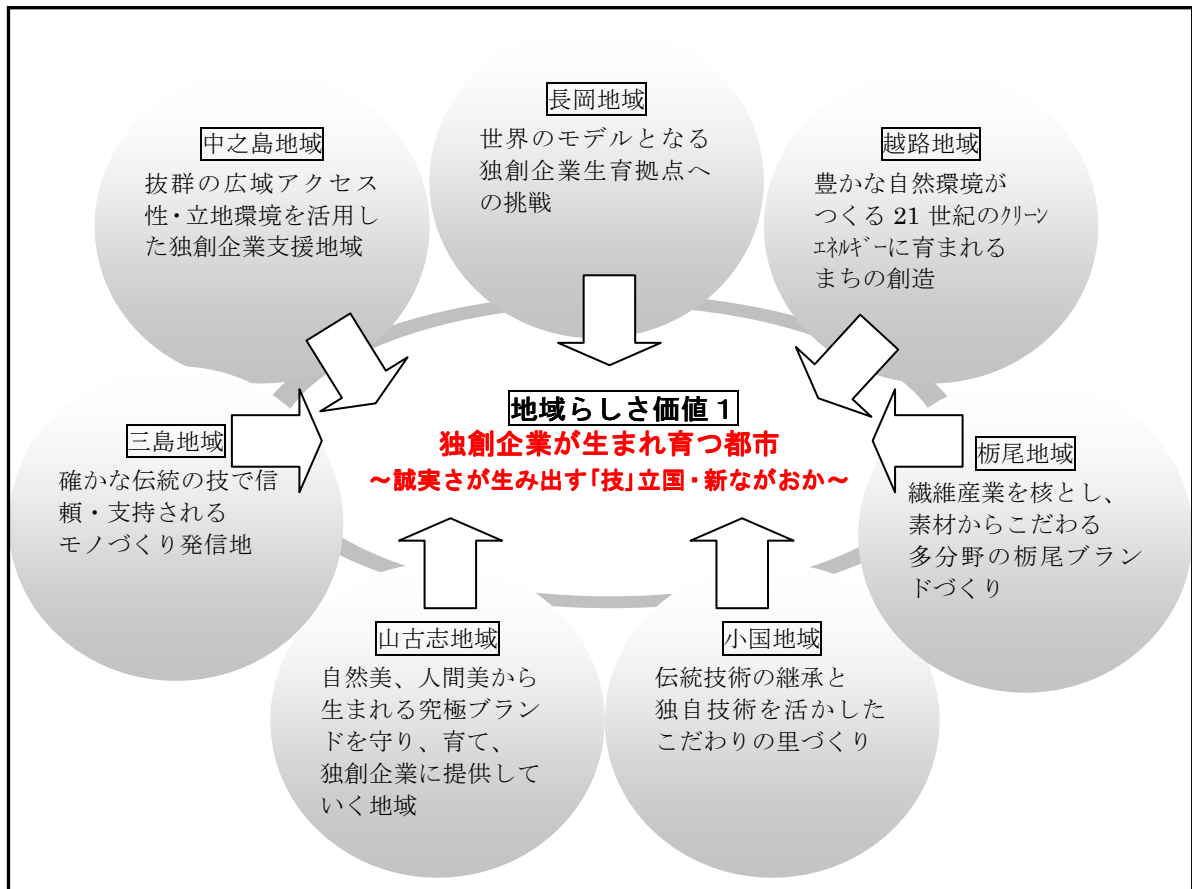 長岡地域
世界のモデルとなる
独創企業生育拠点へ
の挑戦
中之島地域
抜群の広域アクセス
性・立地環境を活用し
た独創企業支援地域
越路地域
豊かな自然環境が
つくる 21 世紀のｸﾘｰﾝ
ｴﾈﾙｷﾞｰに育まれる
まちの創造
地域らしさ価値１
独創企業が生まれ育つ都市
～誠実さが生み出す｢技｣立国・新ながおか～
三島地域
確かな伝統の技で信
頼・支持される
モノづくり発信地
栃尾地域
繊維産業を核とし、
素材からこだわる
多分野の栃尾ブラン
ドづくり
山古志地域
自然美、人間美から
生まれる究極ブラン
ドを守り、育て、
独創企業に提供して
いく地域
小国地域
伝統技術の継承と
独自技術を活かした
こだわりの里づくり